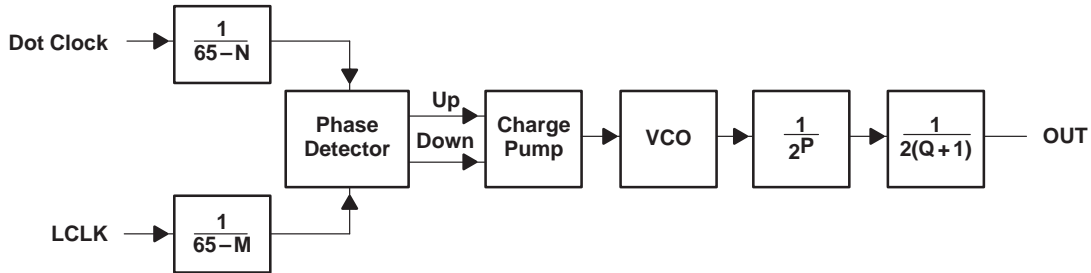 Dot Clock
1
65–N
Phase
Detector
Up
Down
Charge
Pump
VCO
1
2P
1
2(Q+1)
OUT
LCLK
1
65–M